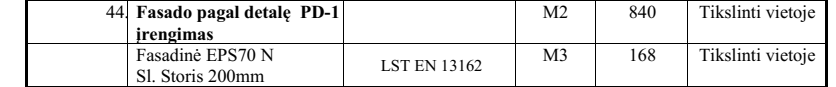 44. Fasado pagal detalę PD-1 M2 840 Tikslinti vietoje
įrengimas
Fasadinė EPS70 N LST EN 13162 M3 168 Tikslinti vietoje
Sl. Storis 200mm